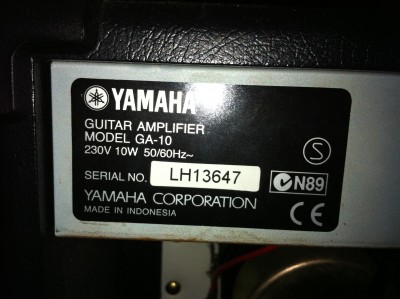 YAMAHA
GUITAR AMPLIFIER
MODEL GA-10
230V 10W 50/60Hz~
S
SERIAL NO. LH13647
N89
YAMAHA CORPORATION
MADE IN INDONESIA
CE